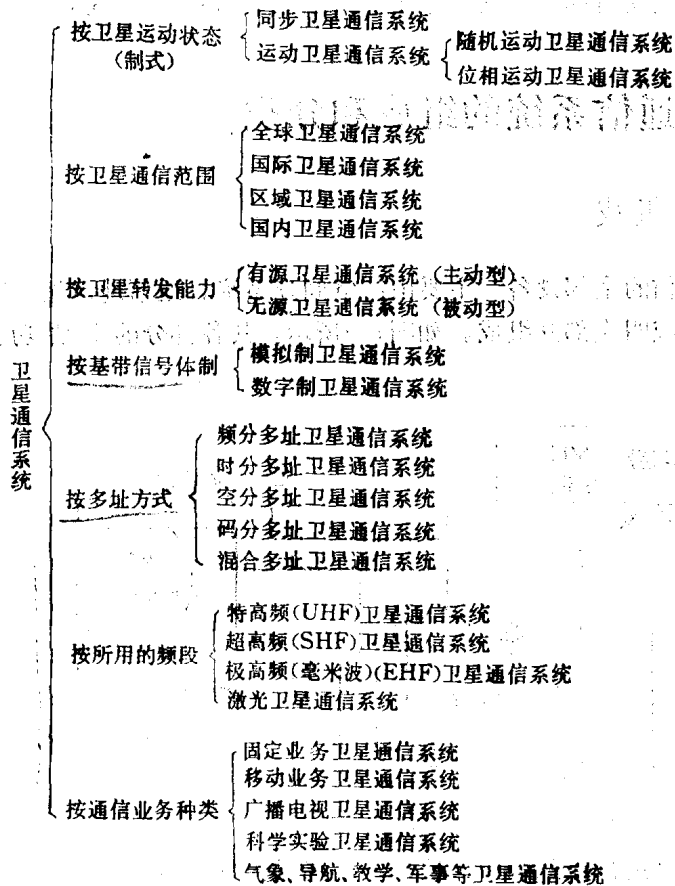 卫星通信系统
按卫星运动状态
(制式)
同步卫星通信系统
运动卫星通信系统
随机运动卫星通信系统
位相运动卫星通信系统
按卫星通信范围
全球卫星通信系统
国际卫星通信系统
区域卫星通信系统
国内卫星通信系统
按卫星转发能力
有源卫星通信系统(主动型)
无源卫星通信系统(被动型)
按基带信号体制
模拟制卫星通信系统
数字制卫星通信系统
按多址方式
频分多址卫星通信系统
时分多址卫星通信系统
空分多址卫星通信系统
码分多址卫星通信系统
混合多址卫星通信系统
按所用的频段
特高频(UHF)卫星通信系统
超高频(SHF)卫星通信系统
极高频(毫米波)(EHF)卫星通信系统
激光卫星通信系统
按通信业务种类
固定业务卫星通信系统
移动业务卫星通信系统
广播电视卫星通信系统
科学实验卫星通信系统
气象、导航、教学、军事等卫星通信系统